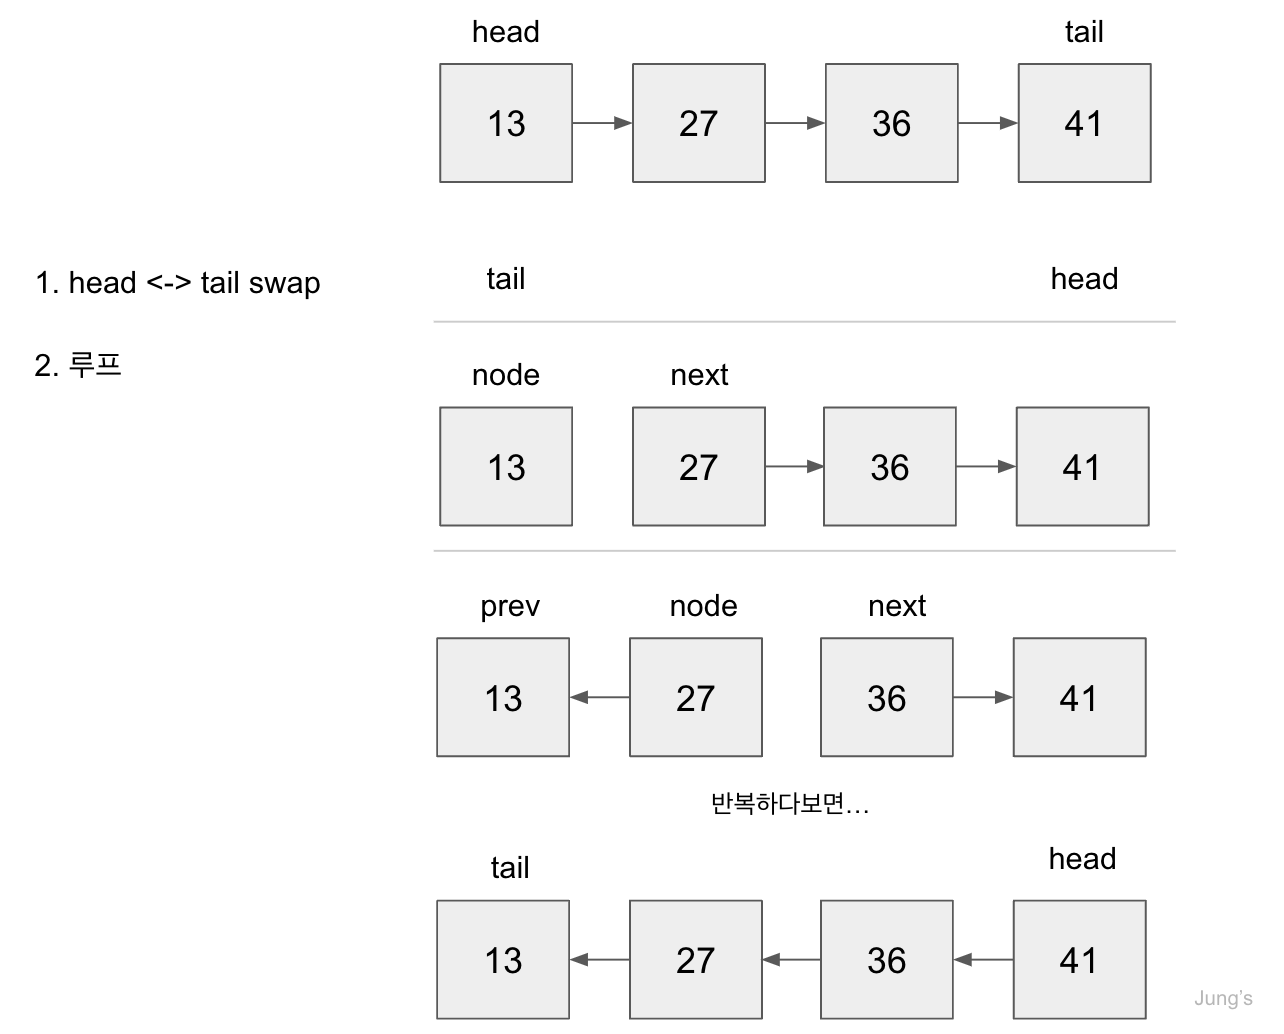 head tail
13 27 36 41
1. head <-> tail swap tail head
2. 루프
node next
13 27 36 41
prev node next
13 27 36 41
반복하다보면...
tail head
13 27 36 41
Jung's